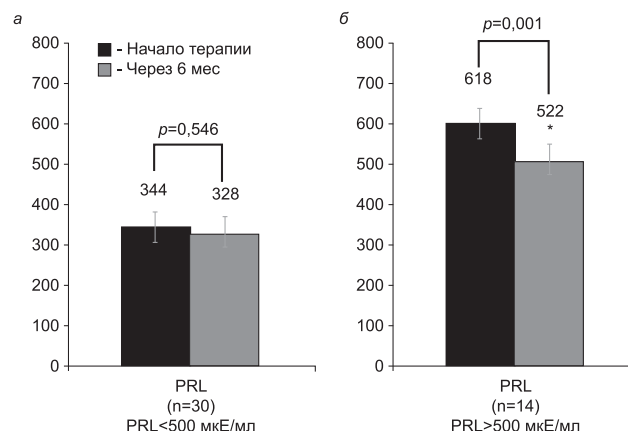 а
800
700
600
500
400
300
200
100
0
- Начало терапии
- Через 6 мес
p=0,546
344
328
PRL
(n=30)
PRL<500 мкЕ/мл
б
800
700
600
500
400
300
200
100
0
p=0,001
618
522
*
PRL
(n=14)
PRL>500 мкЕ/мл